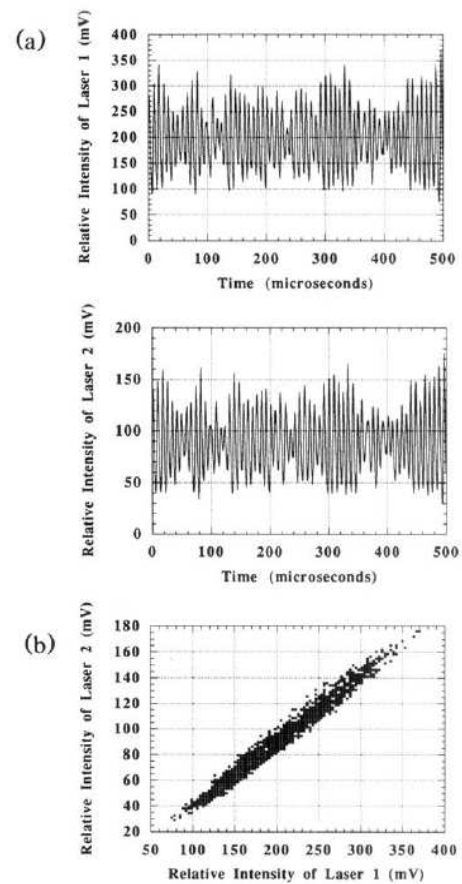 (a)
Relative Intensity of Laser 1 (mV)
400
350
300
250
200
150
100
50
0
0 100 200 300 400 500
Time (microseconds)
Relative Intensity of Laser 2 (mV)
200
150
100
50
0
0 100 200 300 400 500
Time (microseconds)
(b)
Relative Intensity of Laser 2 (mV)
180
160
140
120
100
80
60
40
20
50 100 150 200 250 300 350 400
Relative Intensity of Laser 1 (mV)